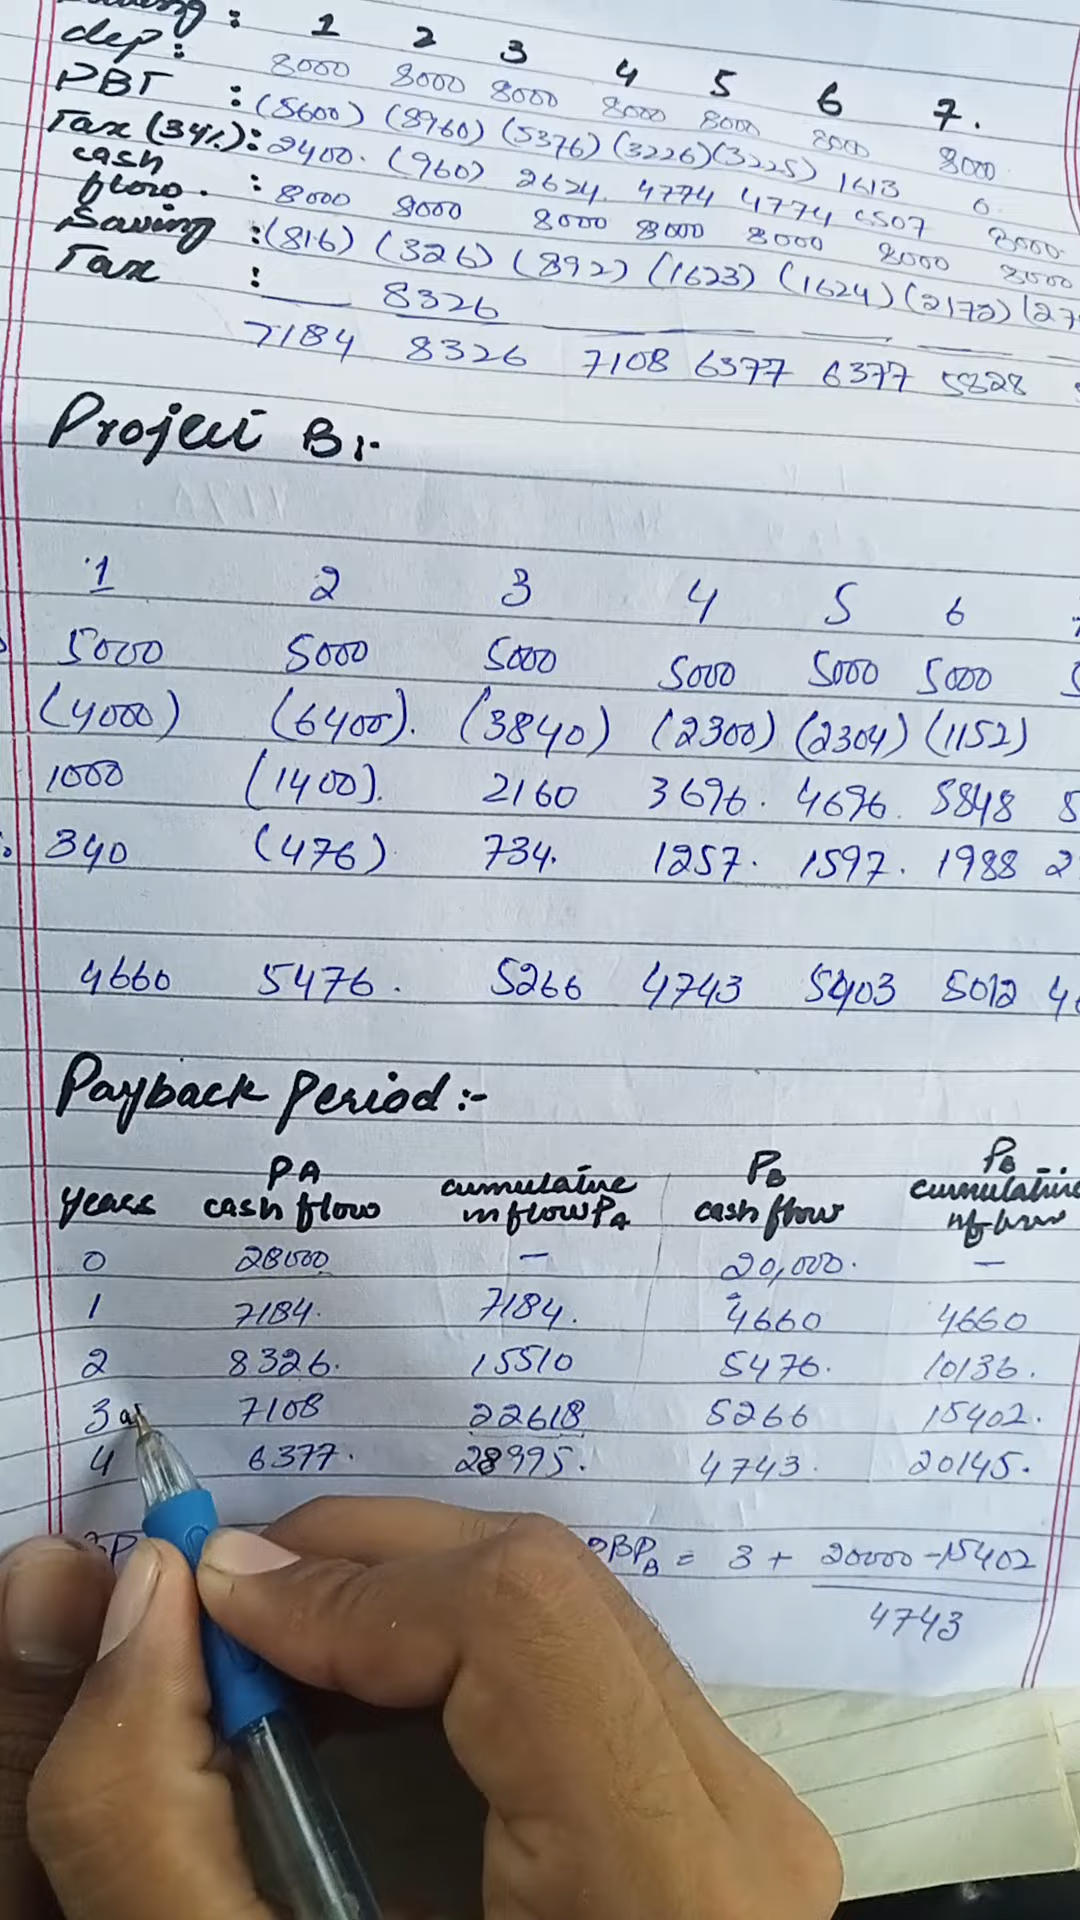 : 1 2 3 4 5 6 7.
dep : 8000 8000 8000 8000 8000 8000 8000
PBT : (5600) (8960) (5376) (3226) (3225) 1613 0.
Tax (34%): 2400. (960) 2624. 4774 4774 6507 8000.
cash flow. : 8000 8000 8000 8000 8000 8000 8000
Saving : (816) (326) (892) (1623) (1624) (2172) (27
Tax : 8326
7184 8326 7108 6377 6377 5828
Project B:-
1 2 3 4 5 6
5000 5000 5000 5000 5000 5000 5
(4000) (6400). (3840) (2300) (2304) (1152)
1000 (1400). 2160 3696. 4696. 5848 5
340 (476) 734. 1257. 1597. 1988 2
4660 5476. 5266 4743 5403 5012 46
Payback Period :-
years PA cash flow cumulative inflow PA PB cash flow PB cumulative
0 28000 — 20,000. —
1 7184. 7184. 4660 4660
2 8326. 15510 5476. 10136.
3 7108 22618 5266 15402.
4 6377. 28995. 4743. 20145.
PBPB = 3 + 20000 - 15402
4743